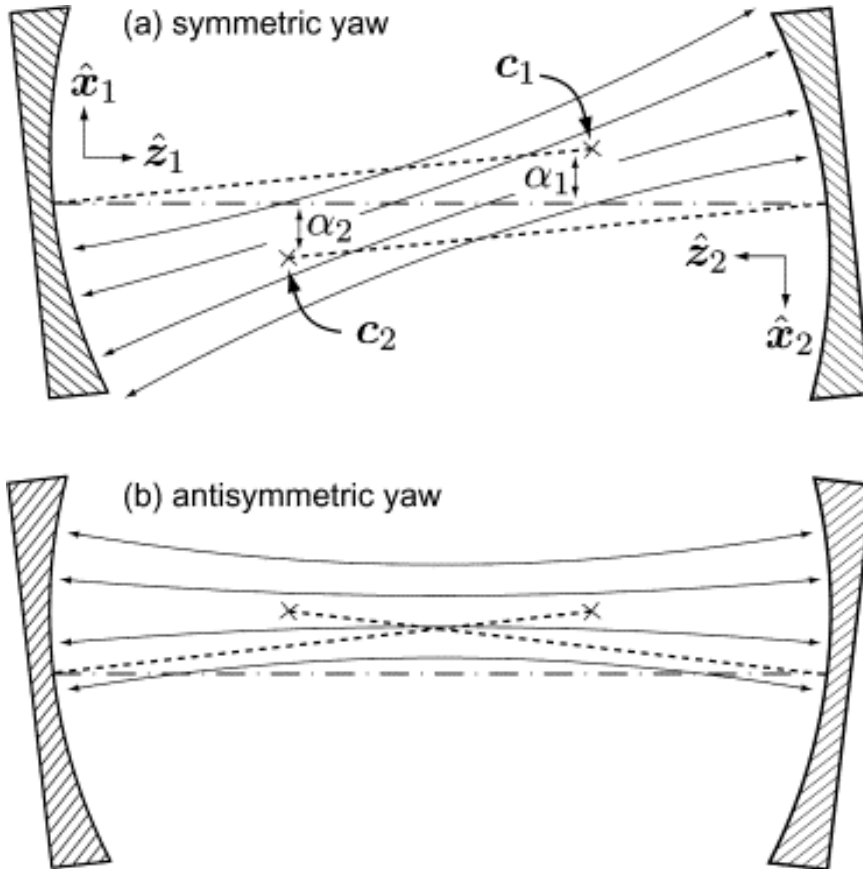 (a) symmetric yaw
x̂₁
c₁
ẑ₁
α₁
α₂
ẑ₂
c₂
x̂₂
(b) antisymmetric yaw